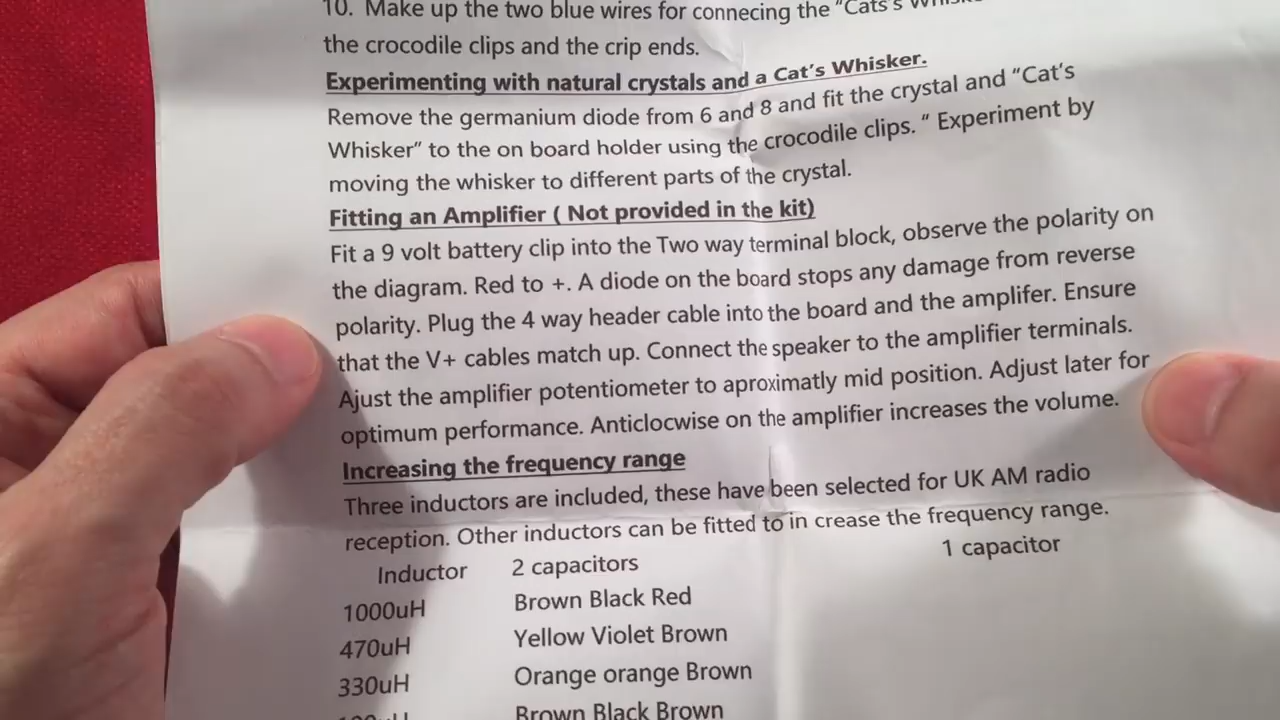 10. Make up the two blue wires for connecing the "Cats's
the crocodile clips and the crip ends.
Experimenting with natural crystals and a Cat's Whisker.
Remove the germanium diode from 6 and 8 and fit the crystal and "Cat's
Whisker" to the on board holder using the crocodile clips. " Experiment by
moving the whisker to different parts of the crystal.
Fitting an Amplifier ( Not provided in the kit)
Fit a 9 volt battery clip into the Two way terminal block, observe the polarity on
the diagram. Red to +. A diode on the board stops any damage from reverse
polarity. Plug the 4 way header cable into the board and the amplifer. Ensure
that the V+ cables match up. Connect the speaker to the amplifier terminals.
Ajust the amplifier potentiometer to aproximatly mid position. Adjust later for
optimum performance. Anticlocwise on the amplifier increases the volume.
Increasing the frequency range
Three inductors are included, these have been selected for UK AM radio
reception. Other inductors can be fitted to in crease the frequency range.
Inductor 2 capacitors 1 capacitor
1000uH Brown Black Red
470uH Yellow Violet Brown
330uH Orange orange Brown
Brown Black Brown